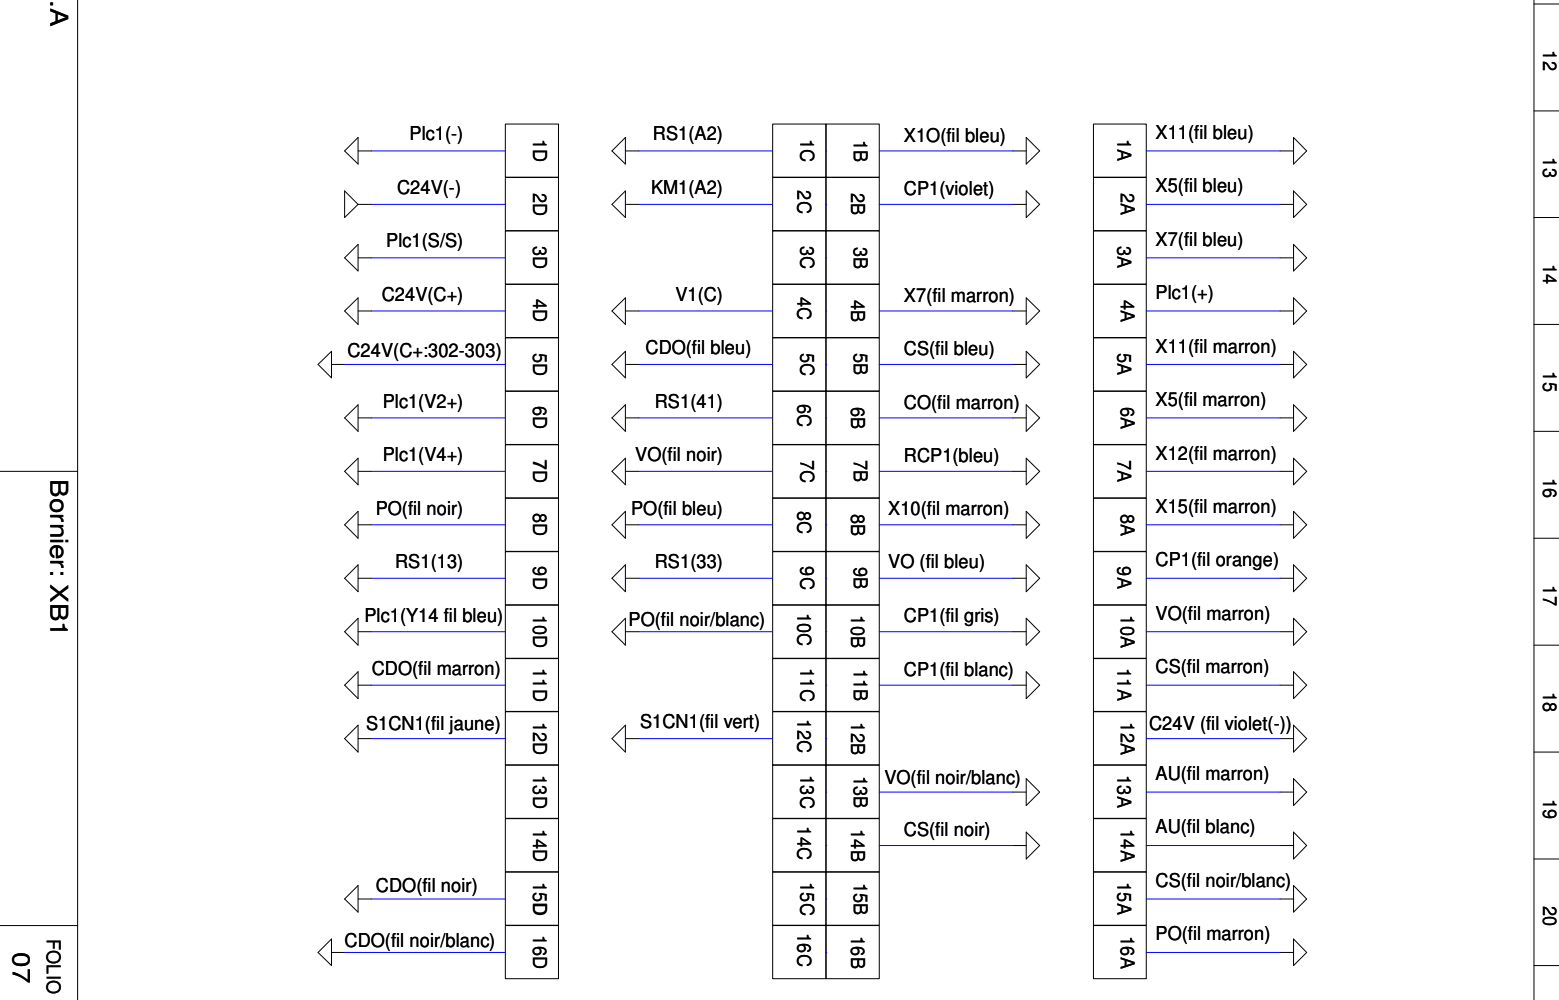 Plc1(-) 1D RS1(A2) 1C 1B X1O(fil bleu) 1A X11(fil bleu)
C24V(-) 2D KM1(A2) 2C 2B CP1(violet) 2A X5(fil bleu)
Plc1(S/S) 3D 3C 3B 3A X7(fil bleu)
C24V(C+) 4D V1(C) 4C 4B X7(fil marron) 4A Plc1(+)
C24V(C+:302-303) 5D CDO(fil bleu) 5C 5B CS(fil bleu) 5A X11(fil marron)
Plc1(V2+) 6D RS1(41) 6C 6B CO(fil marron) 6A X5(fil marron)
Plc1(V4+) 7D VO(fil noir) 7C 7B RCP1(bleu) 7A X12(fil marron)
PO(fil noir) 8D PO(fil bleu) 8C 8B X10(fil marron) 8A X15(fil marron)
RS1(13) 9D RS1(33) 9C 9B VO (fil bleu) 9A CP1(fil orange)
Plc1(Y14 fil bleu) 10D PO(fil noir/blanc) 10C 10B CP1(fil gris) 10A VO(fil marron)
CDO(fil marron) 11D 11C 11B CP1(fil blanc) 11A CS(fil marron)
S1CN1(fil jaune) 12D S1CN1(fil vert) 12C 12B 12A C24V (fil violet(-))
13D 13C 13B VO(fil noir/blanc) 13A AU(fil marron)
14D 14C 14B CS(fil noir) 14A AU(fil blanc)
CDO(fil noir) 15D 15C 15B 15A CS(fil noir/blanc)
CDO(fil noir/blanc) 16D 16C 16B 16A PO(fil marron)
12
13
14
15
16
17
18
19
20
.A
Bornier: XB1
FOLIO
07